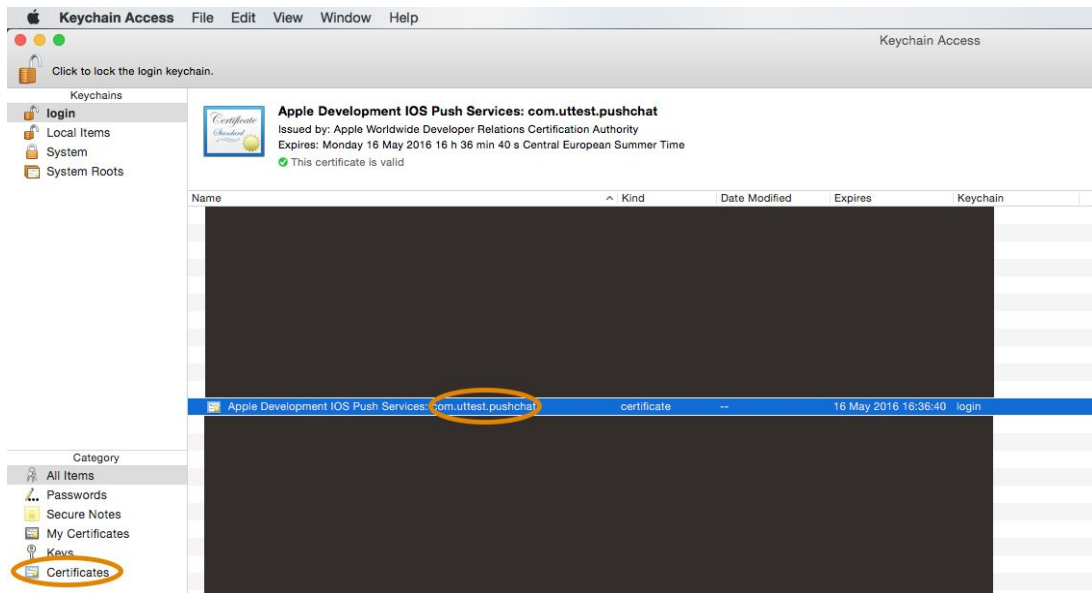 Keychain Access File Edit View Window Help
Keychain Access
Click to lock the login keychain.
Keychains
login
Local Items
System
System Roots
Certificate
Standard
Apple Development IOS Push Services: com.uttest.pushchat
Issued by: Apple Worldwide Developer Relations Certification Authority
Expires: Monday 16 May 2016 16 h 36 min 40 s Central European Summer Time
This certificate is valid
Name Kind Date Modified Expires Keychain
Apple Development IOS Push Services: com.uttest.pushchat certificate -- 16 May 2016 16:36:40 login
Category
All Items
Passwords
Secure Notes
My Certificates
Keys
Certificates